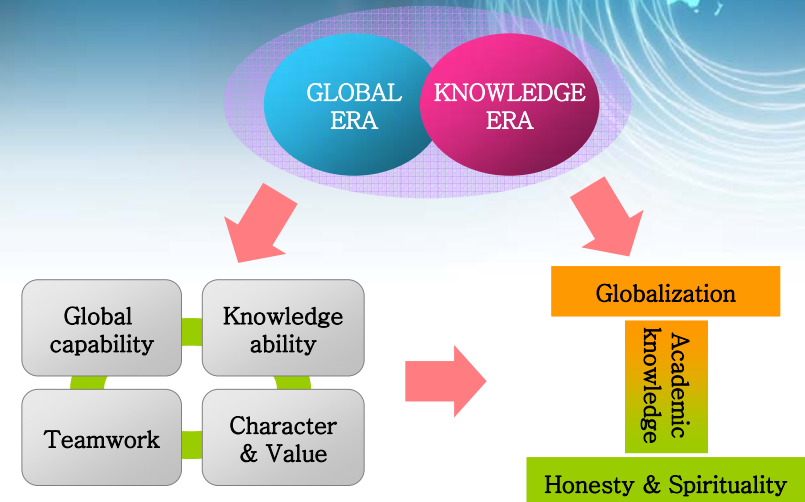 GLOBAL
ERA
KNOWLEDGE
ERA
Global
capability
Knowledge
ability
Teamwork
Character
& Value
Globalization
Academic
knowledge
Honesty & Spirituality